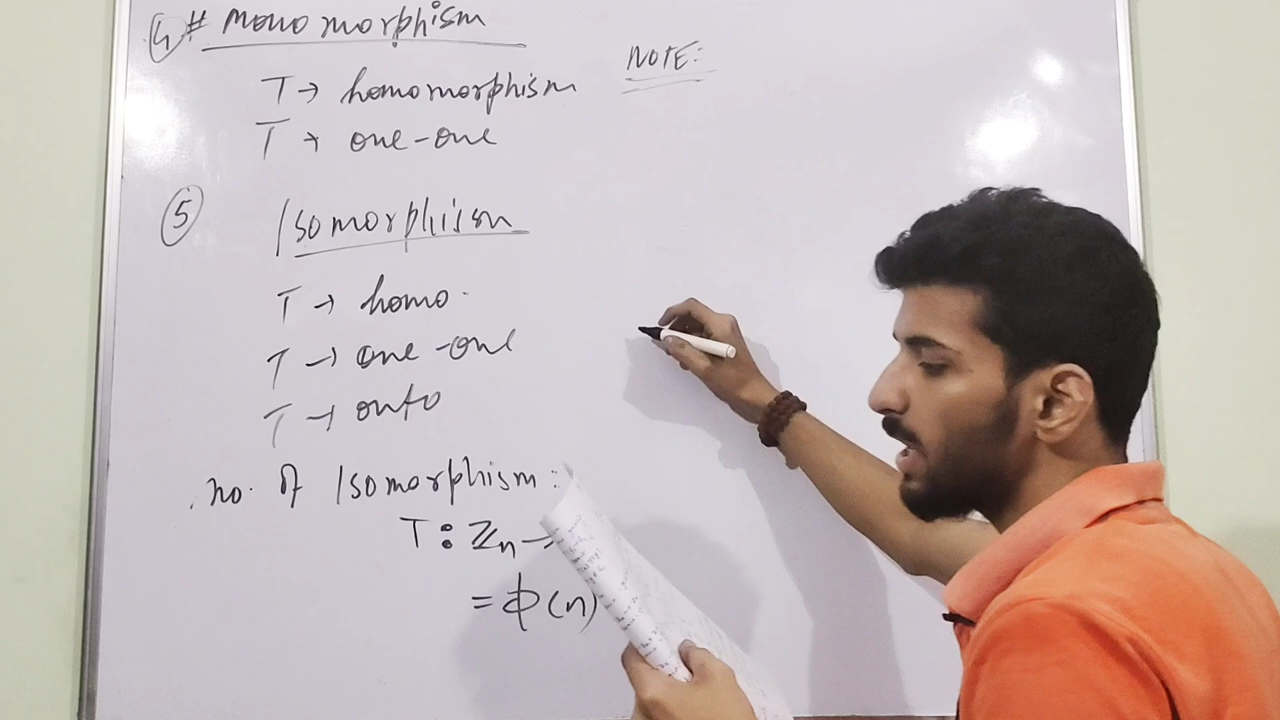 4 # Monomorphism
T → homomorphism
T → one-one
5 Isomorphism
T → homo.
T → one-one
T → onto
no. of Isomorphism:
T : ℤn →
= ϕ(n)
NOTE: